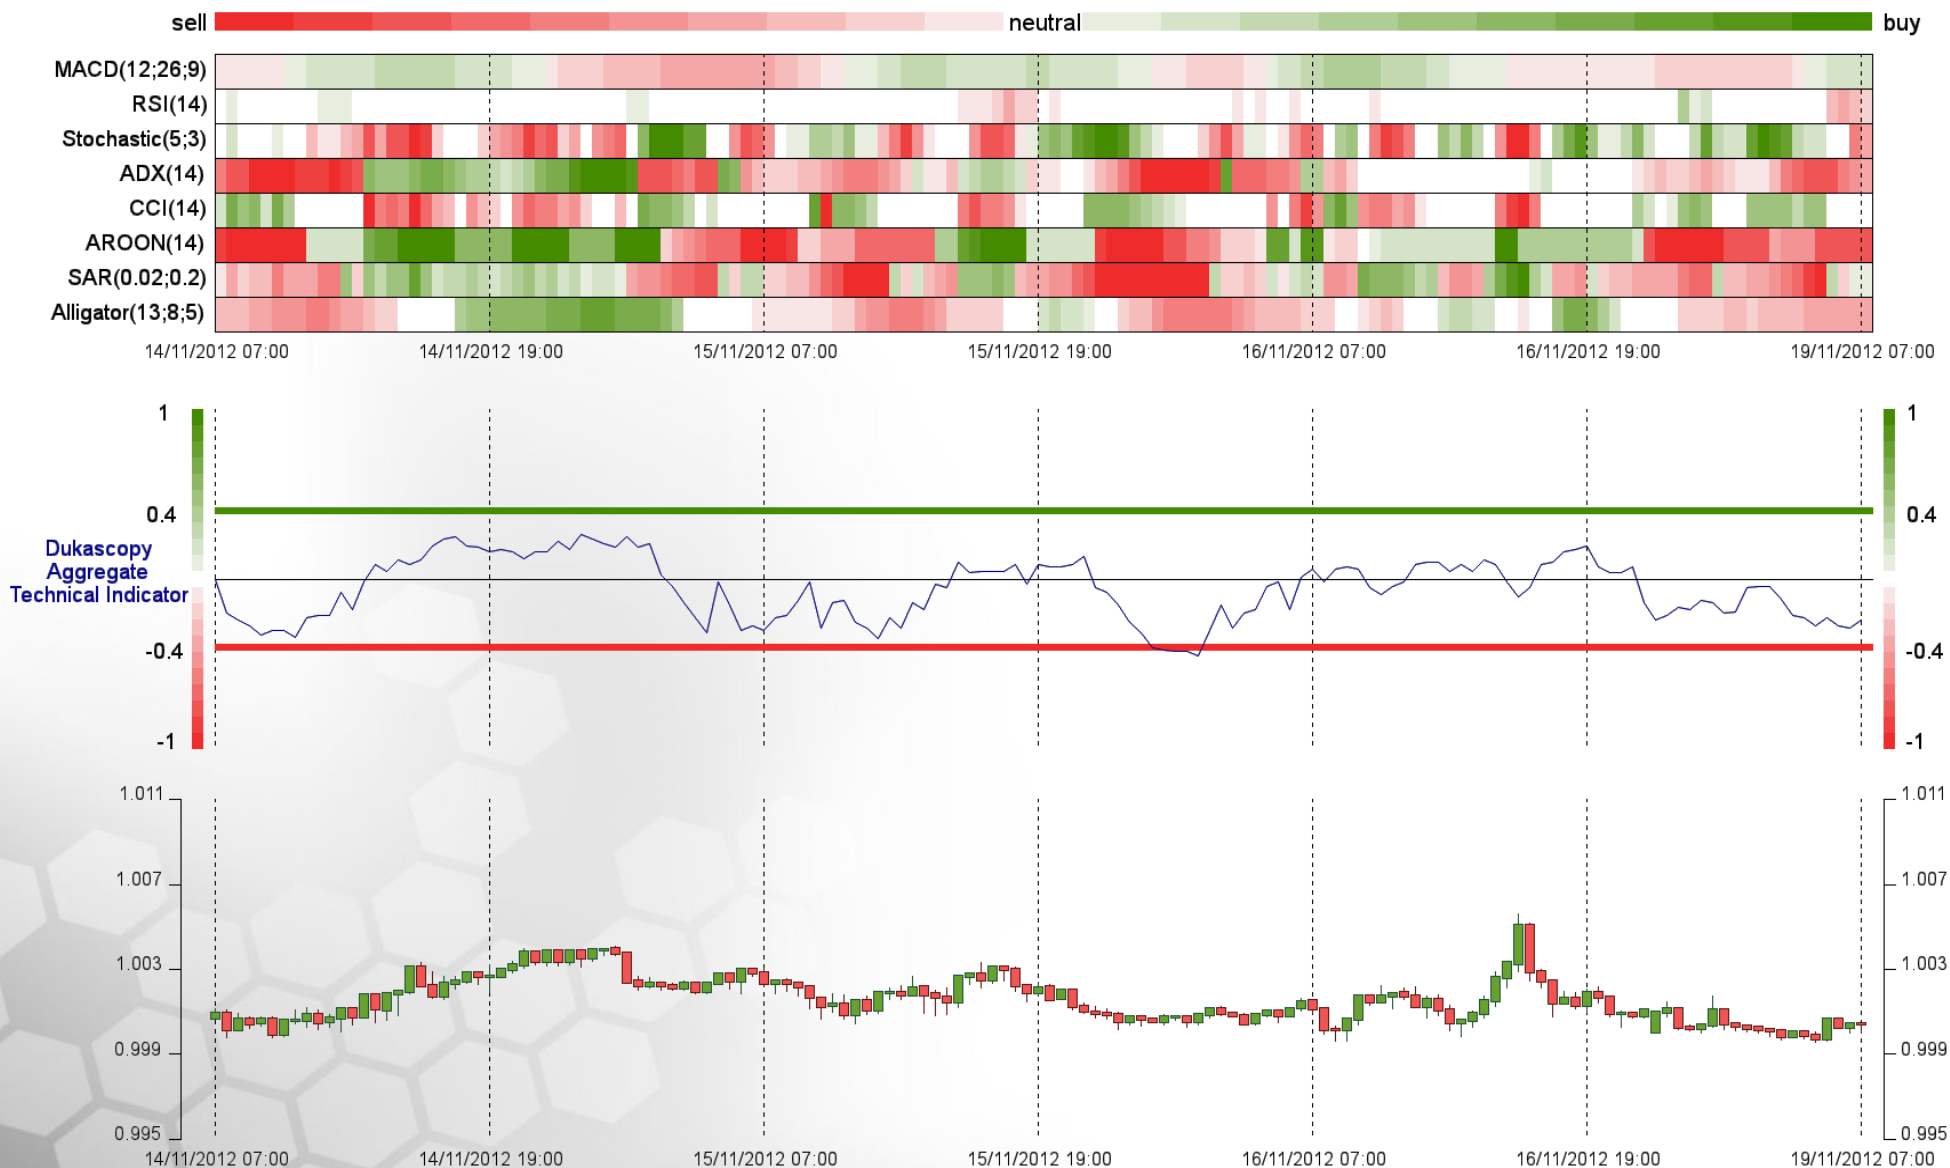 sell neutral buy
MACD(12;26;9)
RSI(14)
Stochastic(5;3)
ADX(14)
CCI(14)
AROON(14)
SAR(0.02;0.2)
Alligator(13;8;5)
14/11/2012 07:00 14/11/2012 19:00 15/11/2012 07:00 15/11/2012 19:00 16/11/2012 07:00 16/11/2012 19:00 19/11/2012 07:00
1 1
0.4 0.4
Dukascopy
Aggregate
Technical Indicator
-0.4 -0.4
-1 -1
1.011 1.011
1.007 1.007
1.003 1.003
0.999 0.999
0.995 0.995
14/11/2012 07:00 14/11/2012 19:00 15/11/2012 07:00 15/11/2012 19:00 16/11/2012 07:00 16/11/2012 19:00 19/11/2012 07:00